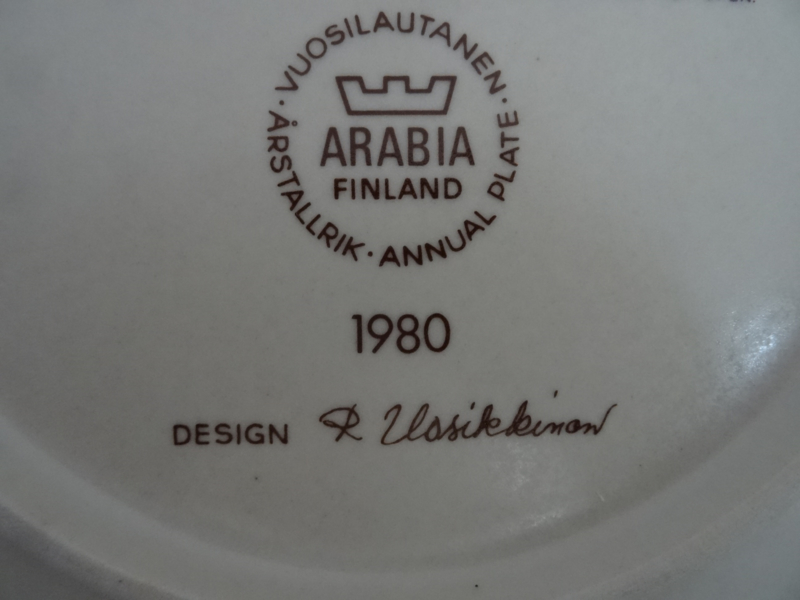 · VUOSILAUTANEN · ANNUAL PLATE · ÅRSTALLRIK
ARABIA
FINLAND
1980
DESIGN R Uosikkinen